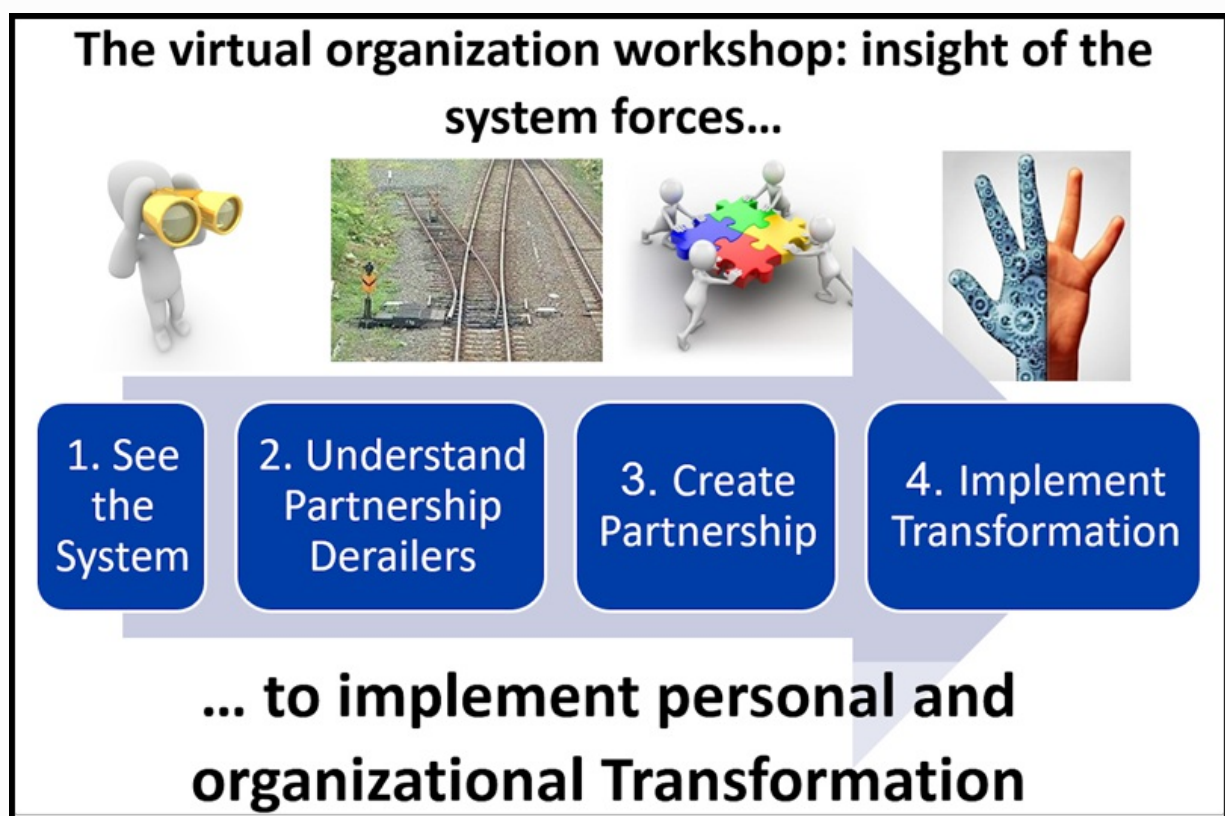 The virtual organization workshop: insight of the
system forces...
1. See
the
System
2. Understand
Partnership
Derailers
3. Create
Partnership
4. Implement
Transformation
... to implement personal and
organizational Transformation